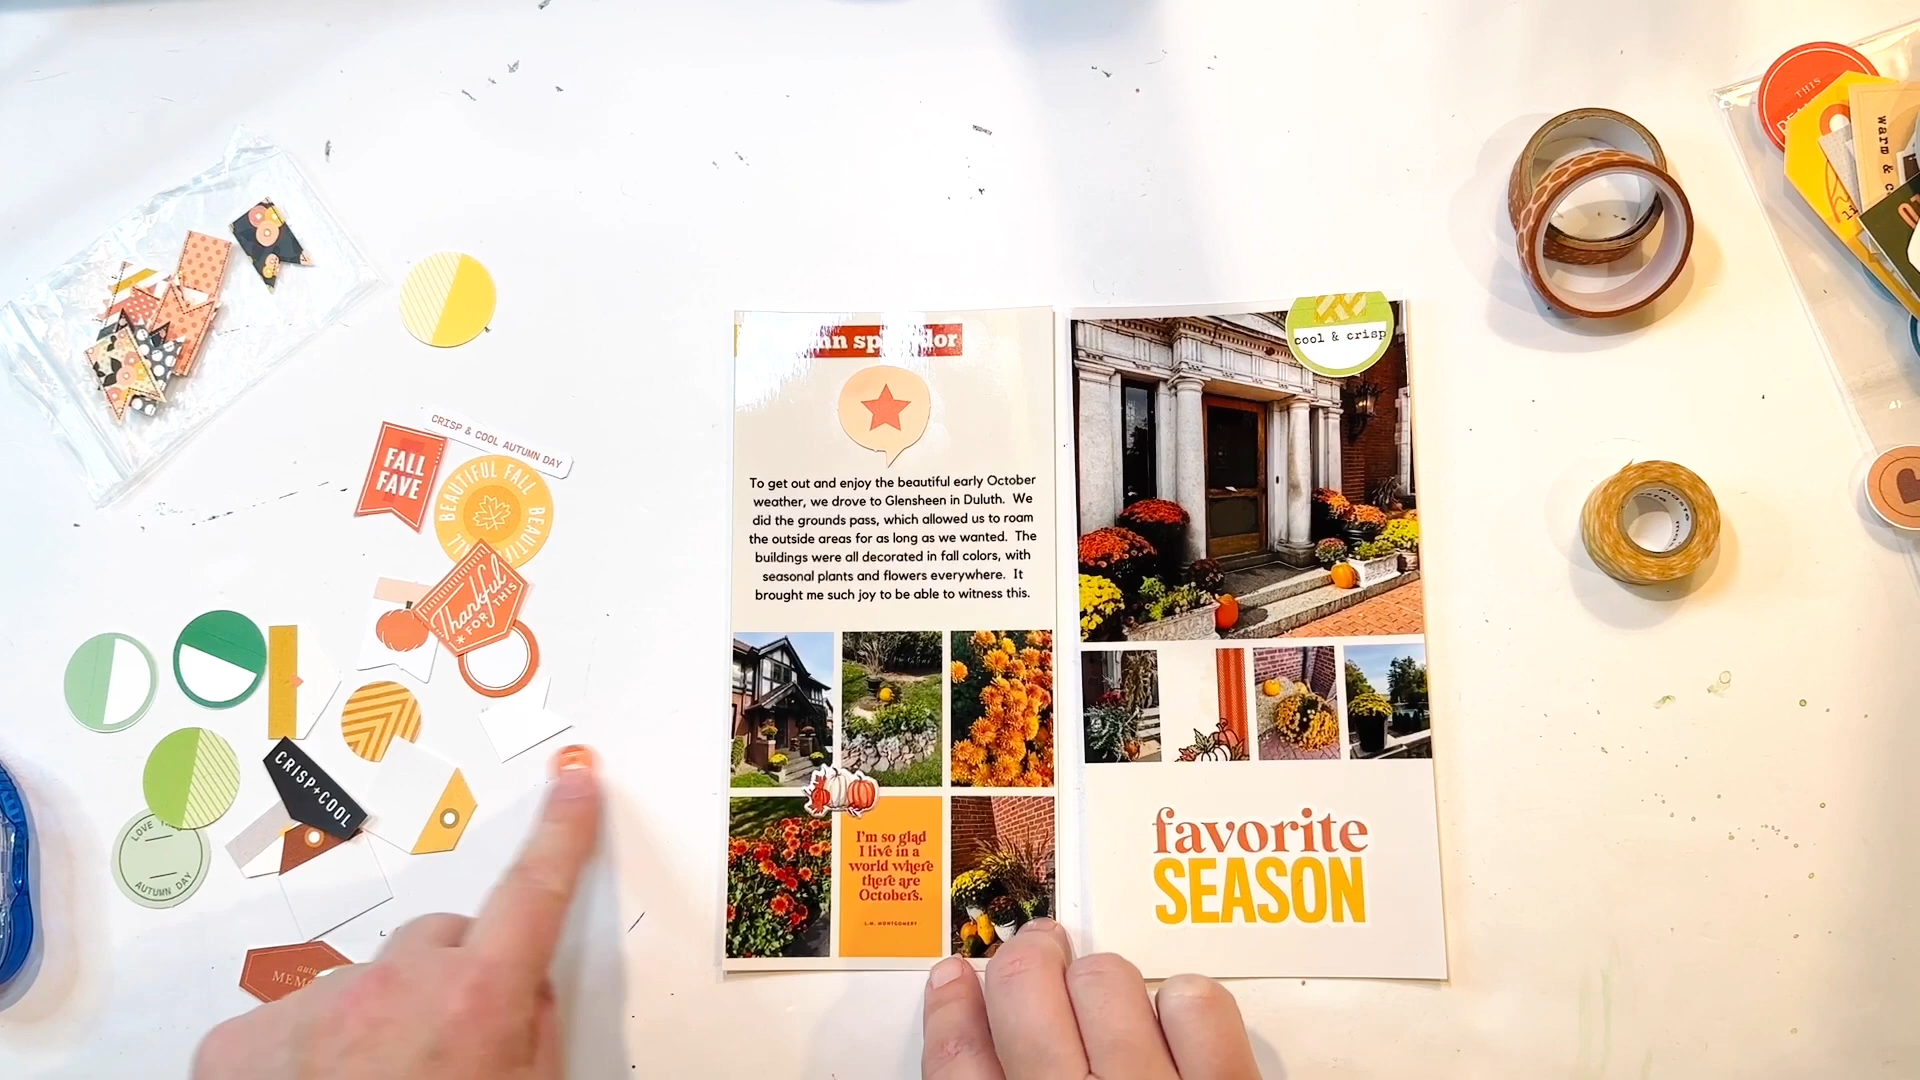 FALL
FAVE
CRISP & COOL AUTUMN DAY
BEAUTIFUL FALL
Thankful
*FOR THIS*
CRISP+COOL
AUTUMN DAY
To get out and enjoy the beautiful early October
weather, we drove to Glensheen in Duluth. We
did the grounds pass, which allowed us to roam
the outside areas for as long as we wanted. The
buildings were all decorated in fall colors, with
seasonal plants and flowers everywhere. It
brought me such joy to be able to witness this.
I'm so glad
I live in a
world where
there are
Octobers.
L.M. MONTGOMERY
cool & crisp
favorite
SEASON
THIS
warm &